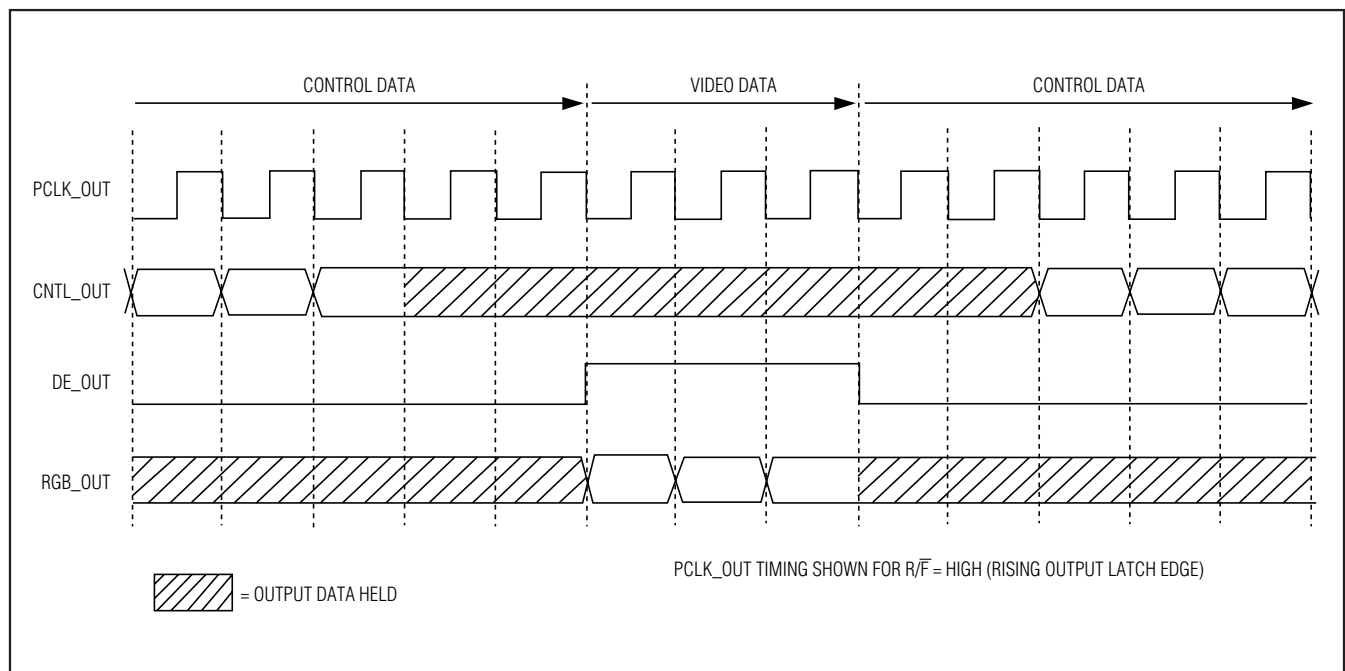 CONTROL DATA VIDEO DATA CONTROL DATA
PCLK_OUT
CNTL_OUT
DE_OUT
RGB_OUT
PCLK_OUT TIMING SHOWN FOR R/F̅ = HIGH (RISING OUTPUT LATCH EDGE)
= OUTPUT DATA HELD